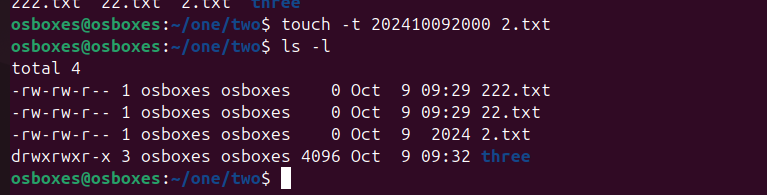 222.txt  22.txt  2.txt  three
osboxes@osboxes:~/one/two$ touch -t 202410092000 2.txt
osboxes@osboxes:~/one/two$ ls -l
total 4
-rw-rw-r-- 1 osboxes osboxes    0 Oct  9 09:29 222.txt
-rw-rw-r-- 1 osboxes osboxes    0 Oct  9 09:29 22.txt
-rw-rw-r-- 1 osboxes osboxes    0 Oct  9  2024 2.txt
drwxrwxr-x 3 osboxes osboxes 4096 Oct  9 09:32 three
osboxes@osboxes:~/one/two$